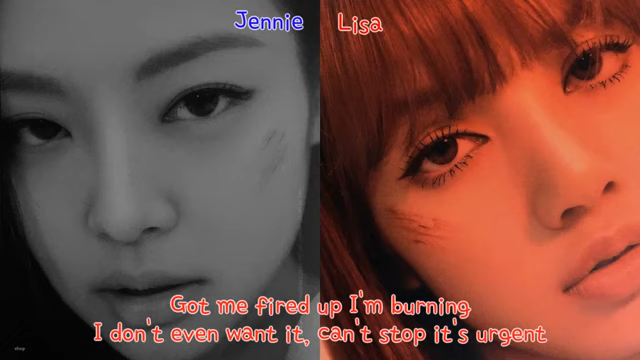 Jennie Lisa
Got me fired up I'm burning
I don't even want it, can't stop it's urgent